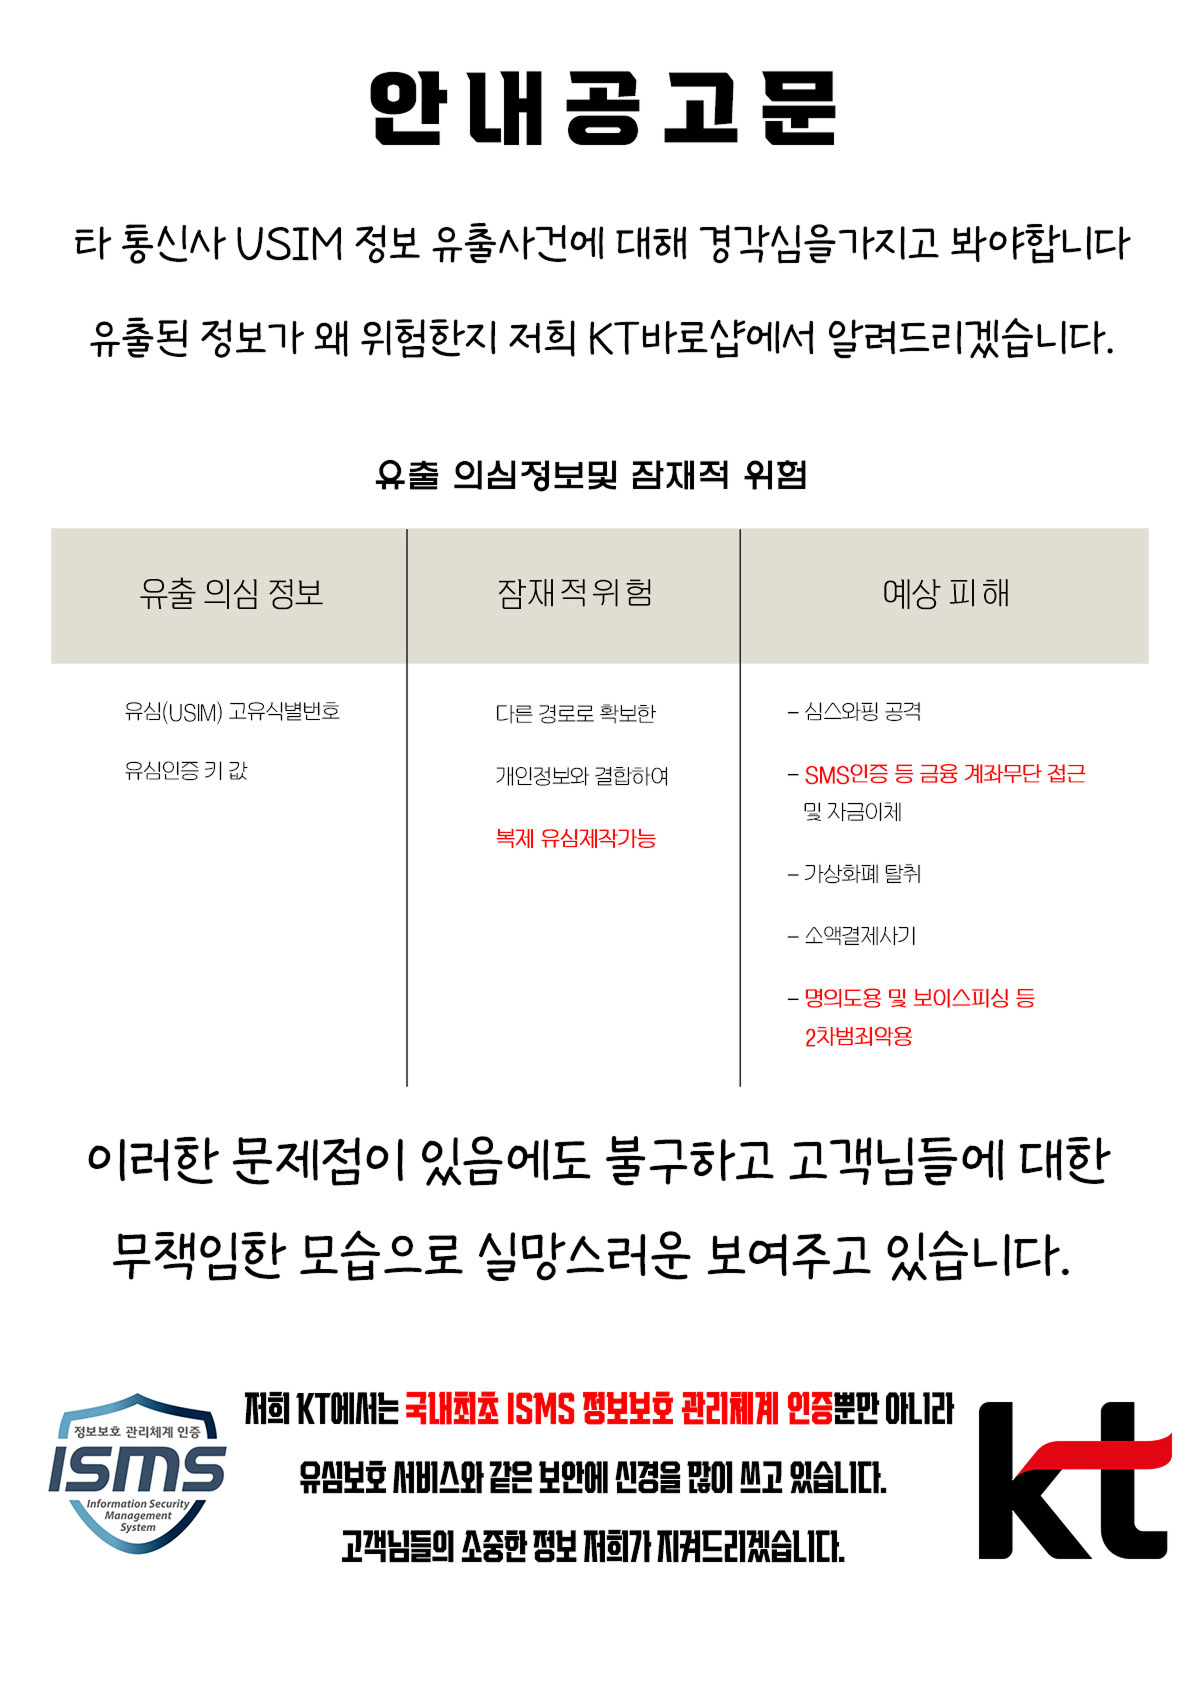 안내공고문
타 통신사 USIM 정보 유출사건에 대해 경각심을가지고 봐야합니다
유출된 정보가 왜 위험한지 저희 KT바로샵에서 알려드리겠습니다.
유출 의심정보및 잠재적 위험
유출 의심 정보
잠재적위험
예상 피해
유심(USIM) 고유식별번호
유심인증 키 값
다른 경로로 확보한
개인정보와 결합하여
복제 유심제작가능
– 심스와핑 공격
– SMS인증 등 금융 계좌무단 접근
및 자금이체
– 가상화폐 탈취
– 소액결제사기
– 명의도용 및 보이스피싱 등
2차범죄악용
이러한 문제점이 있음에도 불구하고 고객님들에 대한
무책임한 모습으로 실망스러운 보여주고 있습니다.
저희 KT에서는 국내최초 ISMS 정보보호 관리체계 인증뿐만 아니라
유심보호 서비스와 같은 보안에 신경을 많이 쓰고 있습니다.
고객님들의 소중한 정보 저희가 지켜드리겠습니다.
정보보호 관리체계 인증
ISMS
Information Security
Management
System
kt